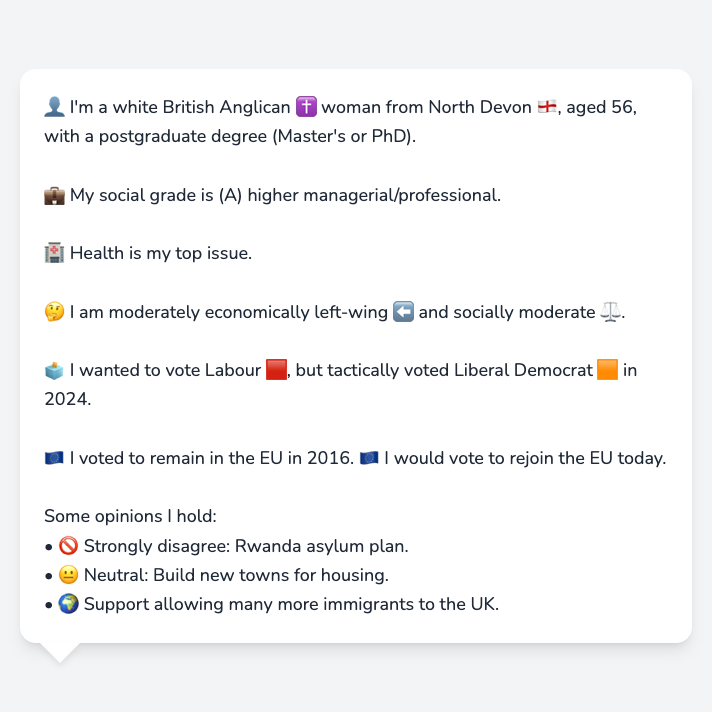 👤 I'm a white British Anglican ✝️ woman from North Devon 🏴󠁧󠁢󠁥󠁮󠁧󠁿, aged 56,
with a postgraduate degree (Master's or PhD).
💼 My social grade is (A) higher managerial/professional.
🏥 Health is my top issue.
🤔 I am moderately economically left-wing ⬅️ and socially moderate ⚖️.
🗳️ I wanted to vote Labour 🟥, but tactically voted Liberal Democrat 🟧 in
2024.
🇪🇺 I voted to remain in the EU in 2016. 🇪🇺 I would vote to rejoin the EU today.
Some opinions I hold:
• 🚫 Strongly disagree: Rwanda asylum plan.
• 😐 Neutral: Build new towns for housing.
• 🌍 Support allowing many more immigrants to the UK.